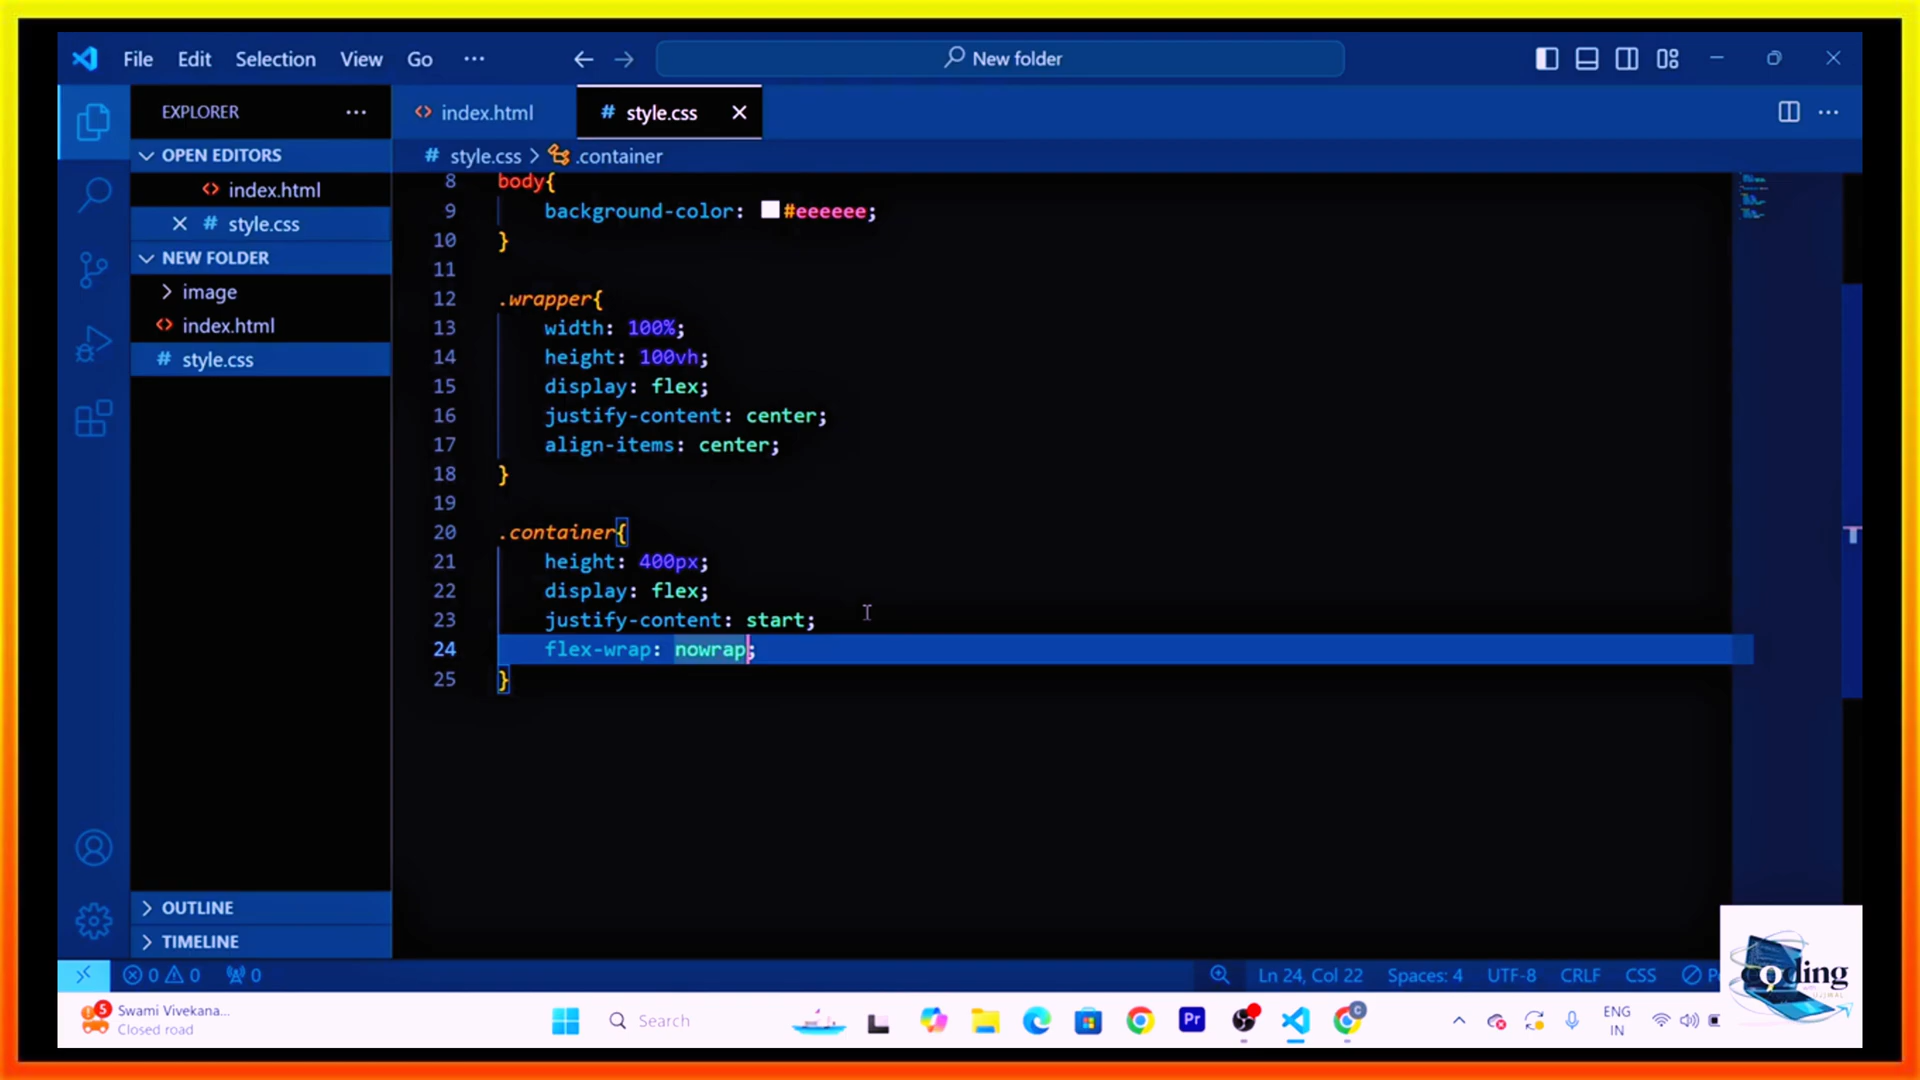 File Edit Selection View Go ··· New folder
EXPLORER ···
index.html
# style.css
OPEN EDITORS
index.html
# style.css
NEW FOLDER
image
index.html
# style.css
OUTLINE
TIMELINE
# style.css > .container
8 body{
9 background-color: #eeeeee;
10 }
11
12 .wrapper{
13 width: 100%;
14 height: 100vh;
15 display: flex;
16 justify-content: center;
17 align-items: center;
18 }
19
20 .container{
21 height: 400px;
22 display: flex;
23 justify-content: start;
24 flex-wrap: nowrap;
25 }
0 0 0
Ln 24, Col 22 Spaces: 4 UTF-8 CRLF CSS
coding
5
Swami Vivekana...
Closed road
Search
Pr
C
ENG
IN